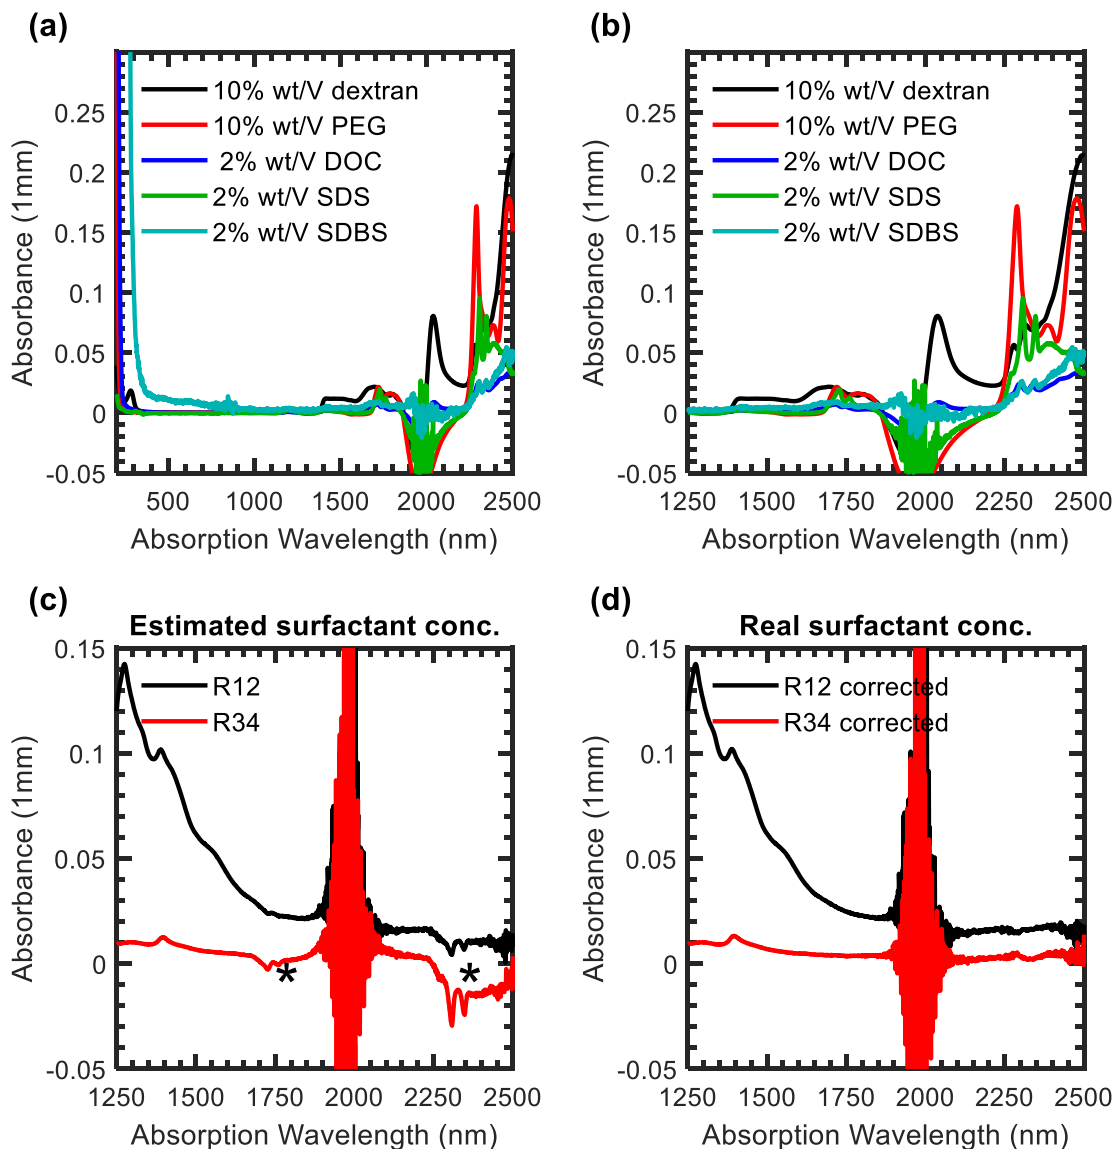 (a)
10% wt/V dextran
10% wt/V PEG
2% wt/V DOC
2% wt/V SDS
2% wt/V SDBS
0.25
0.2
0.15
0.1
0.05
0
-0.05
500 1000 1500 2000 2500
Absorbance (1mm)
Absorption Wavelength (nm)
(b)
10% wt/V dextran
10% wt/V PEG
2% wt/V DOC
2% wt/V SDS
2% wt/V SDBS
0.25
0.2
0.15
0.1
0.05
0
-0.05
1250 1500 1750 2000 2250 2500
Absorbance (1mm)
Absorption Wavelength (nm)
(c)
Estimated surfactant conc.
R12
R34
0.15
0.1
0.05
0
-0.05
* *
1250 1500 1750 2000 2250 2500
Absorbance (1mm)
Absorption Wavelength (nm)
(d)
Real surfactant conc.
R12 corrected
R34 corrected
0.15
0.1
0.05
0
-0.05
1250 1500 1750 2000 2250 2500
Absorbance (1mm)
Absorption Wavelength (nm)